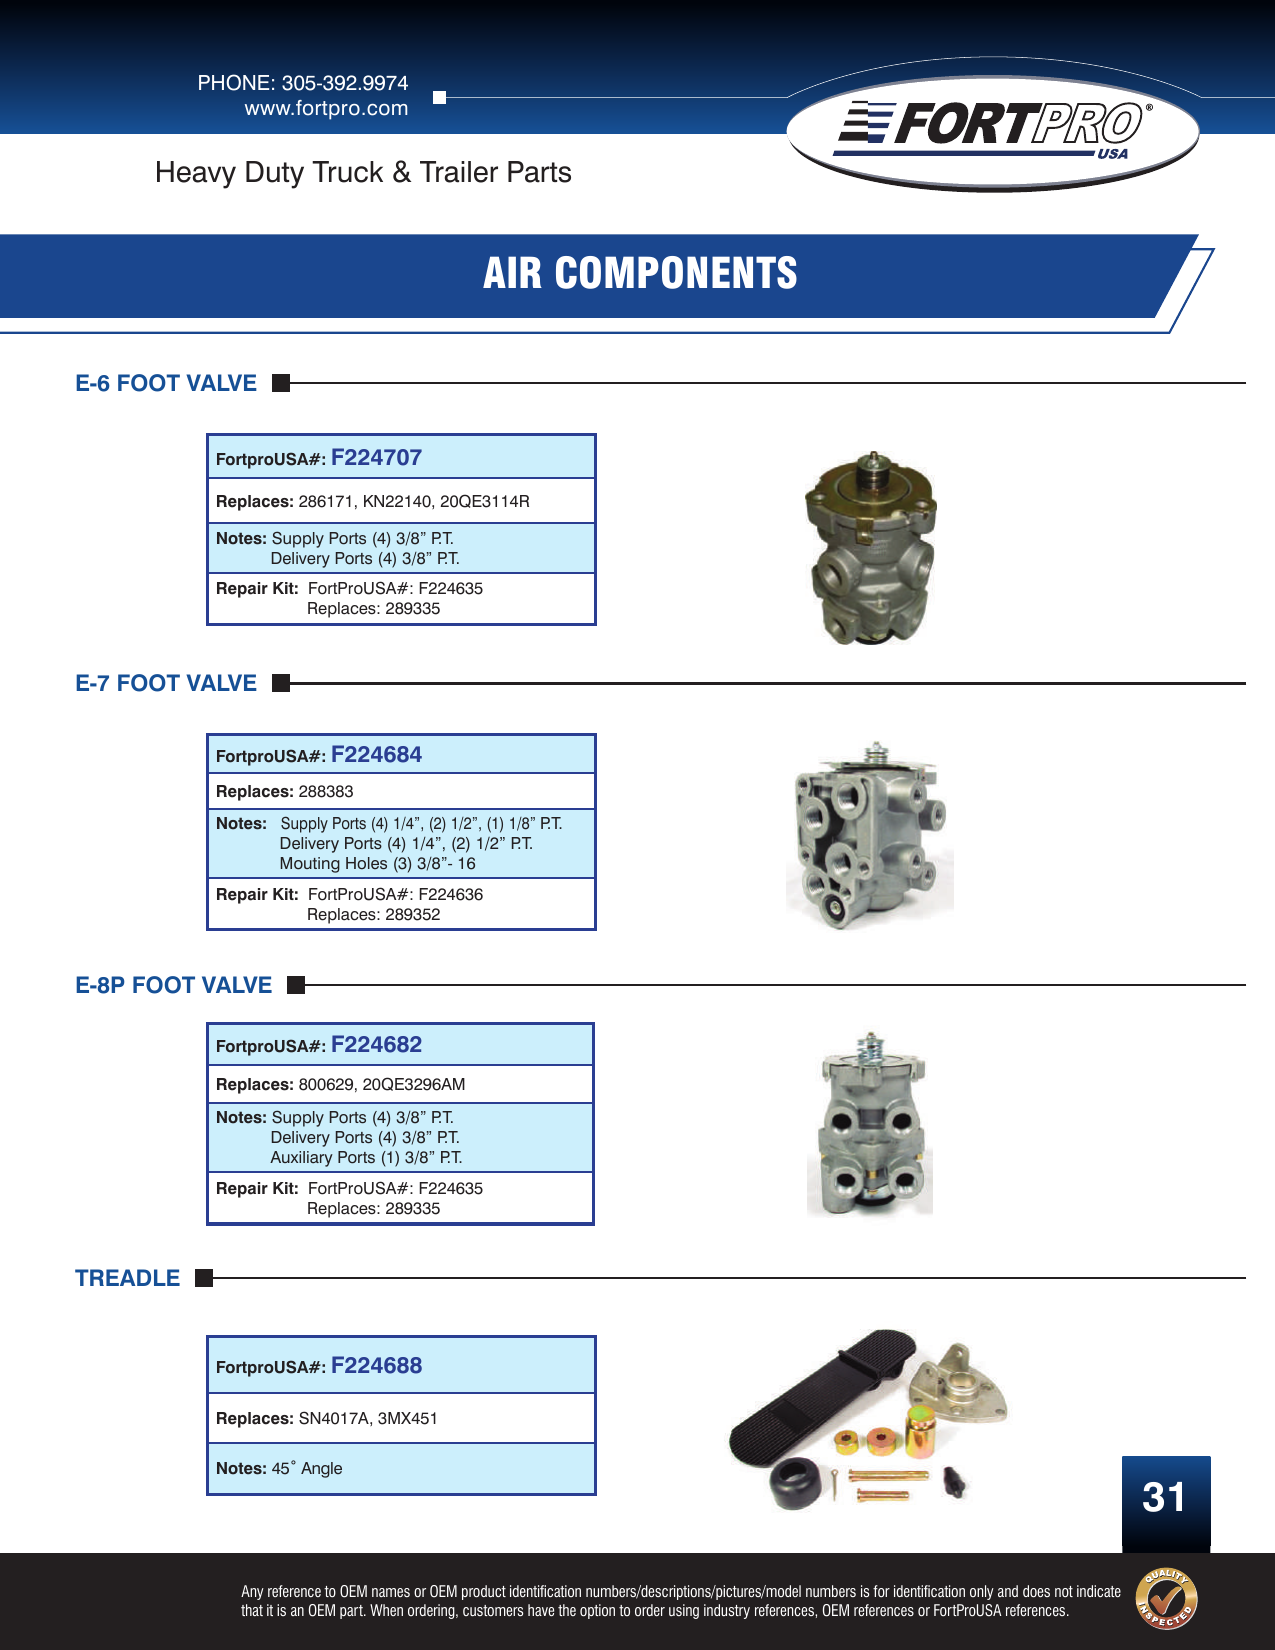 PHONE: 305-392.9974
www.fortpro.com
FORTPRO®
USA
Heavy Duty Truck & Trailer Parts
AIR COMPONENTS
E-6 FOOT VALVE
FortproUSA#: F224707
Replaces: 286171, KN22140, 20QE3114R
Notes: Supply Ports (4) 3/8” P.T.
Delivery Ports (4) 3/8” P.T.
Repair Kit: FortProUSA#: F224635
Replaces: 289335
E-7 FOOT VALVE
FortproUSA#: F224684
Replaces: 288383
Notes: Supply Ports (4) 1/4”, (2) 1/2”, (1) 1/8” P.T.
Delivery Ports (4) 1/4”, (2) 1/2” P.T.
Mouting Holes (3) 3/8”- 16
Repair Kit: FortProUSA#: F224636
Replaces: 289352
E-8P FOOT VALVE
FortproUSA#: F224682
Replaces: 800629, 20QE3296AM
Notes: Supply Ports (4) 3/8” P.T.
Delivery Ports (4) 3/8” P.T.
Auxiliary Ports (1) 3/8” P.T.
Repair Kit: FortProUSA#: F224635
Replaces: 289335
TREADLE
FortproUSA#: F224688
Replaces: SN4017A, 3MX451
Notes: 45˚ Angle
31
Any reference to OEM names or OEM product identification numbers/descriptions/pictures/model numbers is for identification only and does not indicate
that it is an OEM part. When ordering, customers have the option to order using industry references, OEM references or FortProUSA references.
QUALITY
INSPECTED